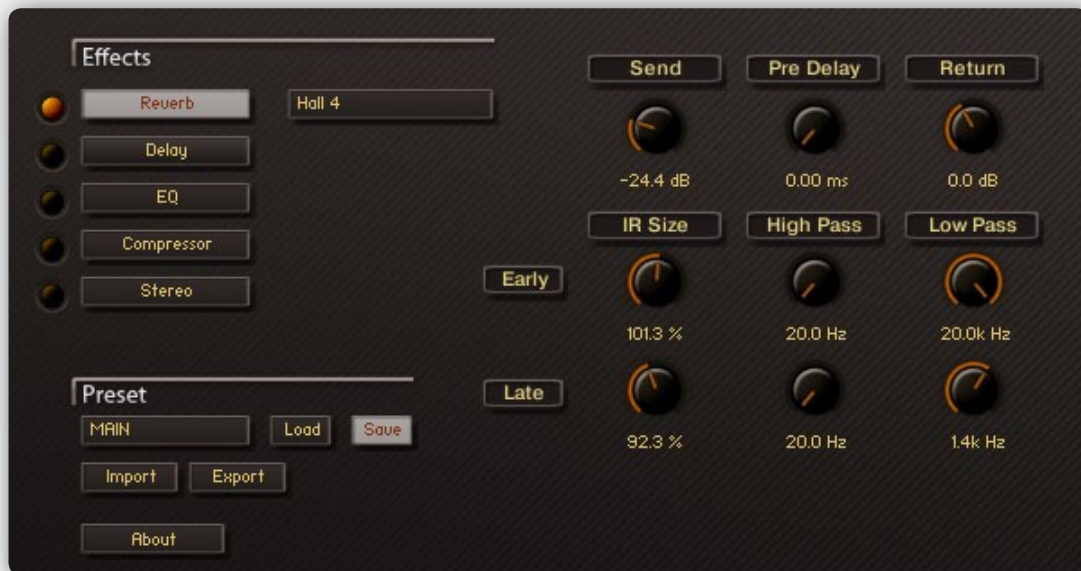 Effects
Reverb
Hall 4
Delay
EQ
Compressor
Stereo
Send Pre Delay Return
-24.4 dB 0.00 ms 0.0 dB
IR Size High Pass Low Pass
Early
101.3 % 20.0 Hz 20.0k Hz
Late
92.3 % 20.0 Hz 1.4k Hz
Preset
MAIN Load Save
Import Export
About